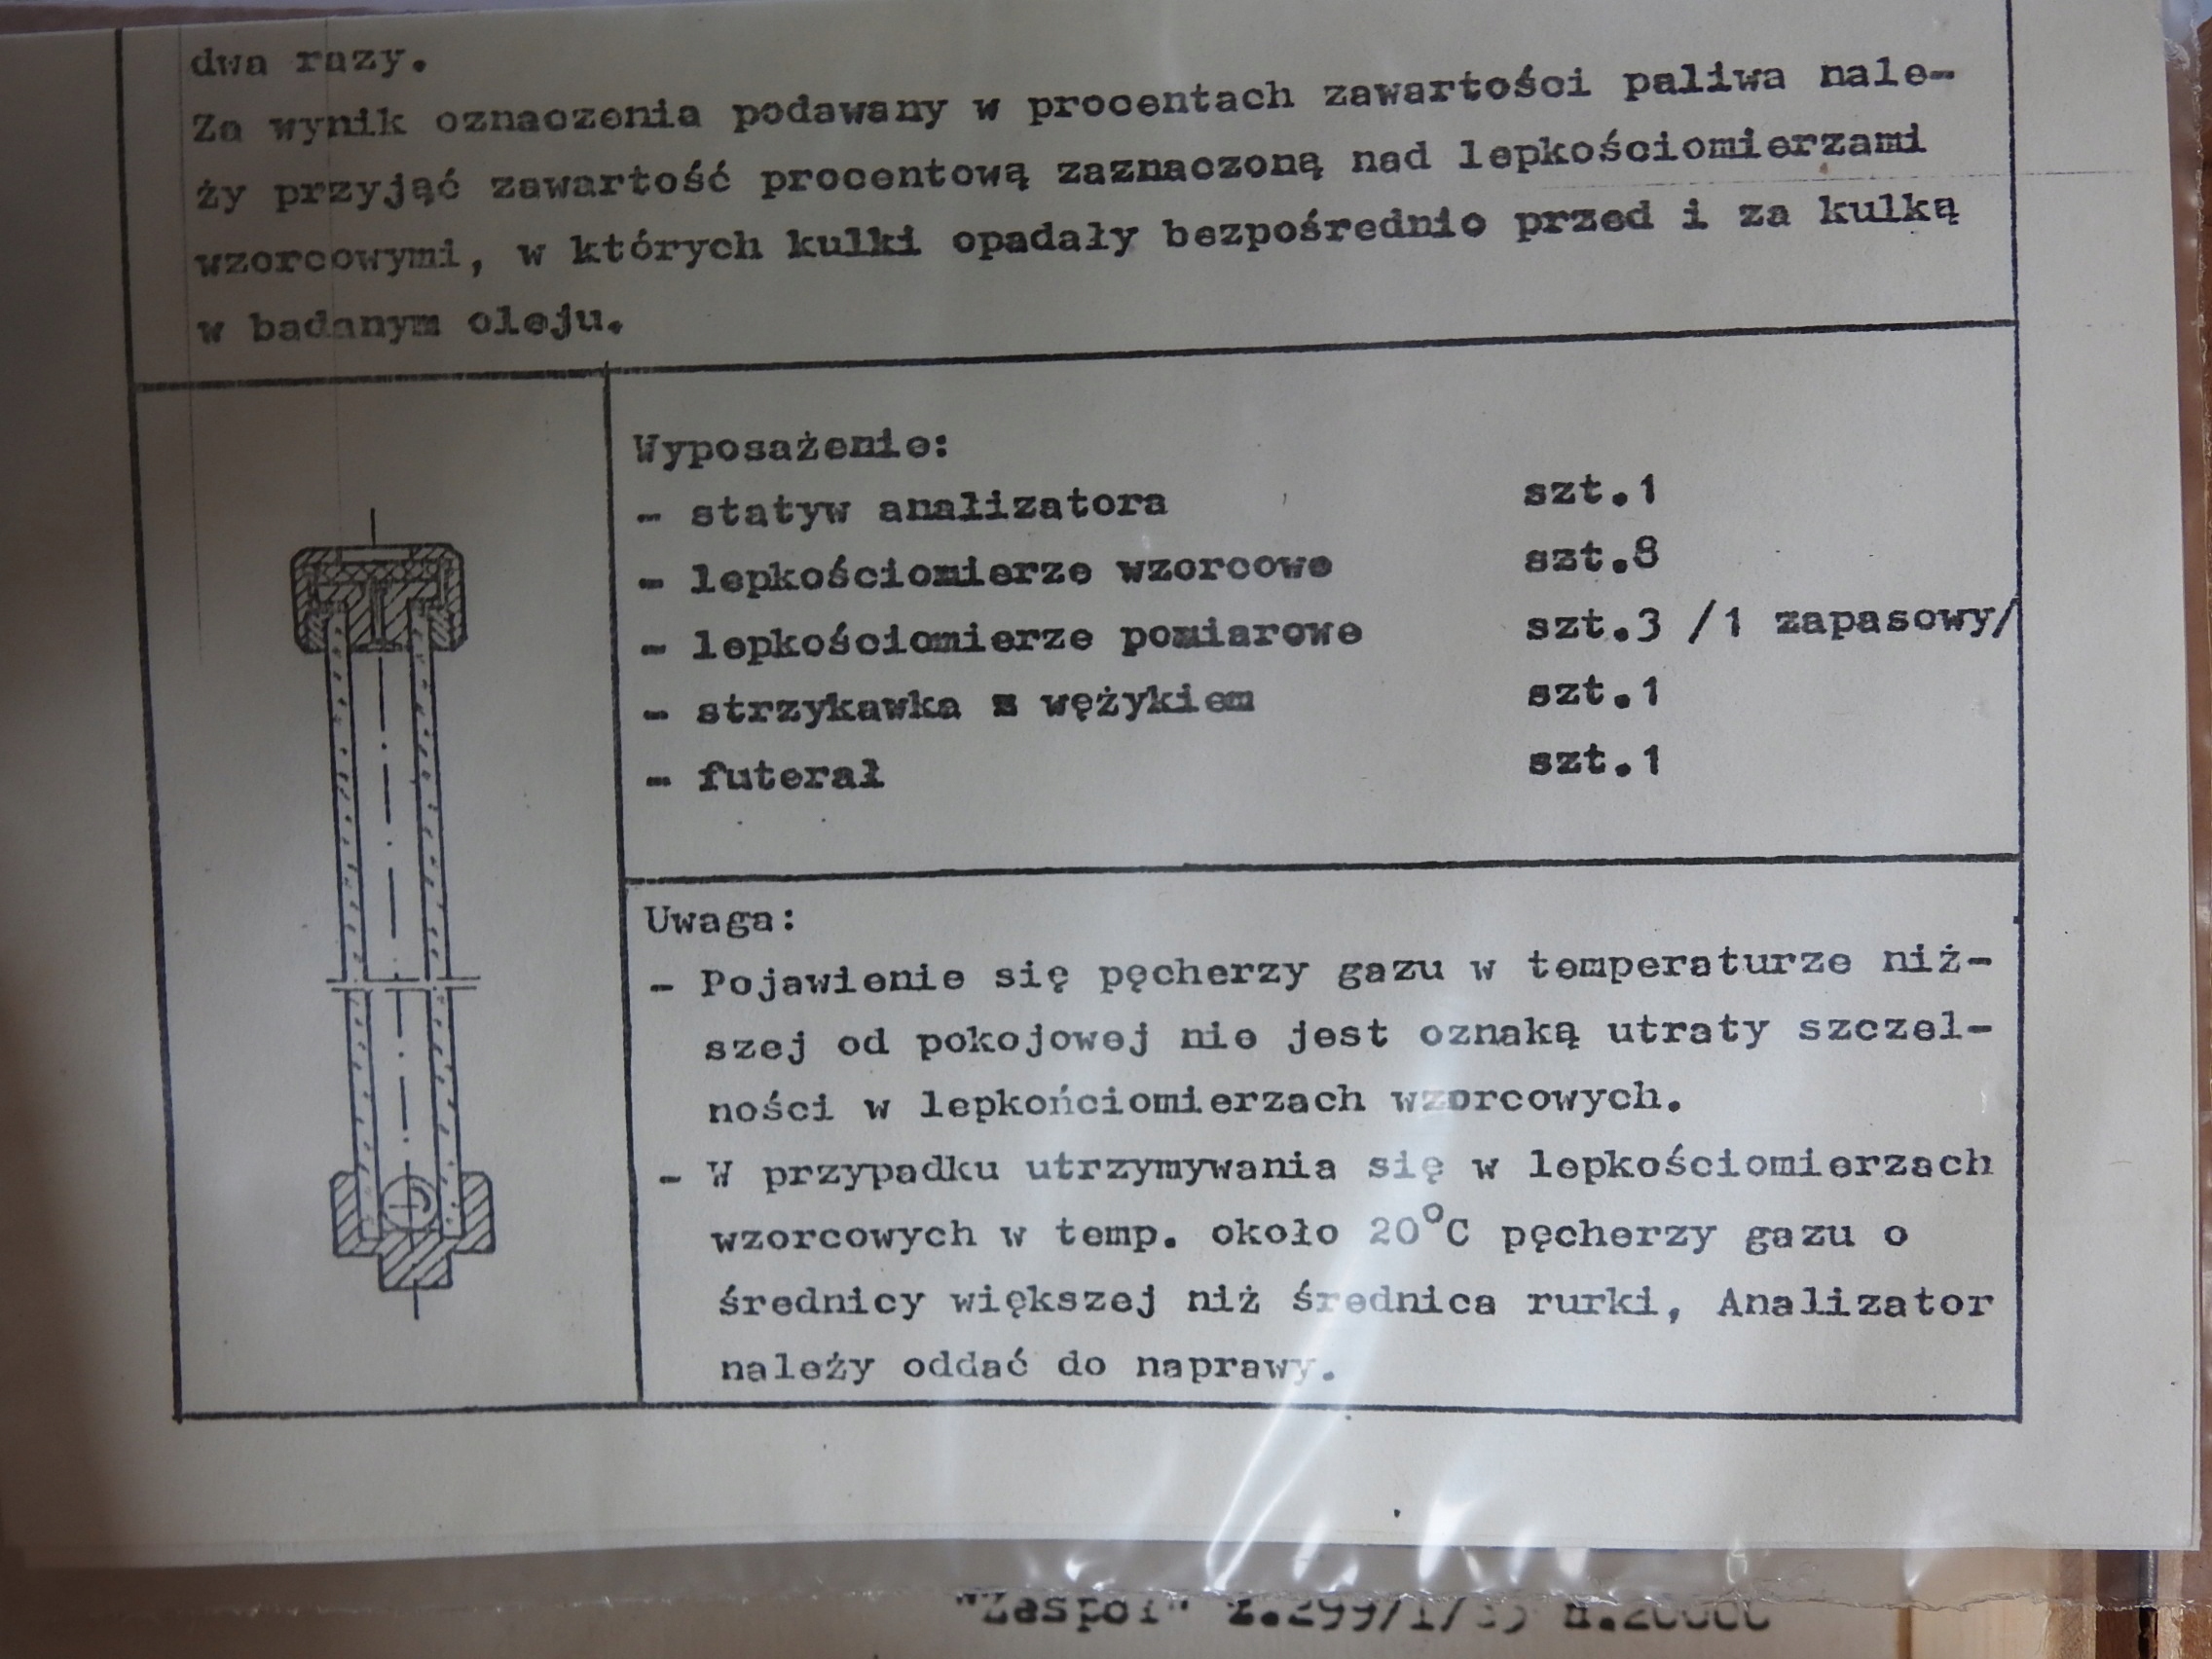 dwa razy.
Za wynik oznaczenia podawany w procentach zawartości paliwa nale-
ży przyjąć zawartość procentową zaznaczoną nad lepkościomierzami
wzorcowymi, w których kulki opadały bezpośrednio przed i za kulką
w badanym oleju.
Wyposażenie:
- statyw analizatora szt.1
- lepkościomierze wzorcowe szt.8
- lepkościomierze pomiarowe szt.3 /1 zapasowy/
- strzykawka z wężykiem szt.1
- futerał szt.1
Uwaga:
- Pojawienie się pęcherzy gazu w temperaturze niż-
szej od pokojowej nie jest oznaką utraty szczel-
ności w lepkońciomierzach wzorcowych.
- W przypadku utrzymywania się w lepkościomierzach
wzorcowych w temp. około 20°C pęcherzy gazu o
średnicy większej niż średnica rurki, Analizator
należy oddać do naprawy.
"Zespół"